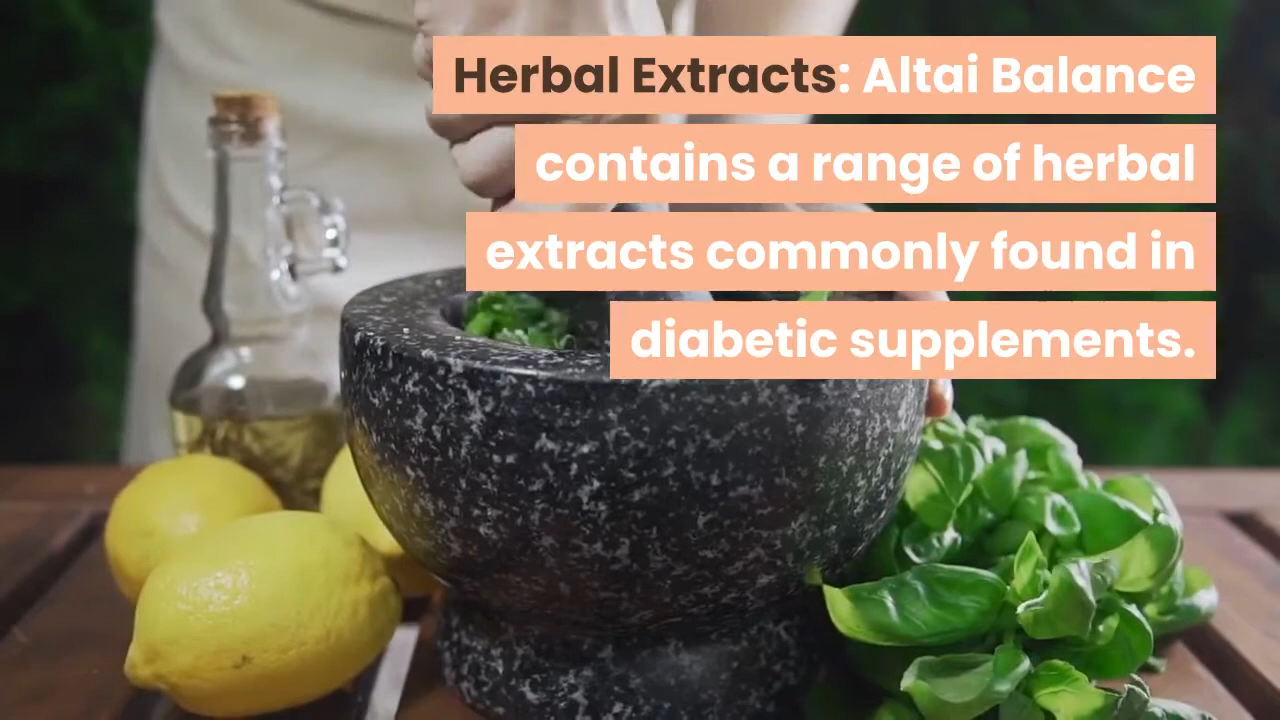 Herbal Extracts: Altai Balance
contains a range of herbal
extracts commonly found in
diabetic supplements.